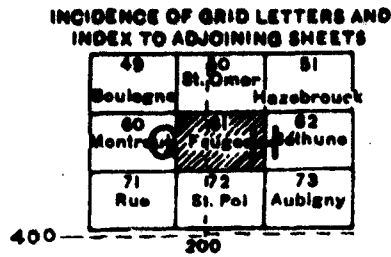 INCIDENCE OF GRID LETTERS AND
INDEX TO ADJOINING SHEETS
49 50 51
Boulogne St. Omer Hazebrouck
60 61 62
Montreuil Fruges Béthune
71 72 73
Rue St. Pol Aubigny
400
200